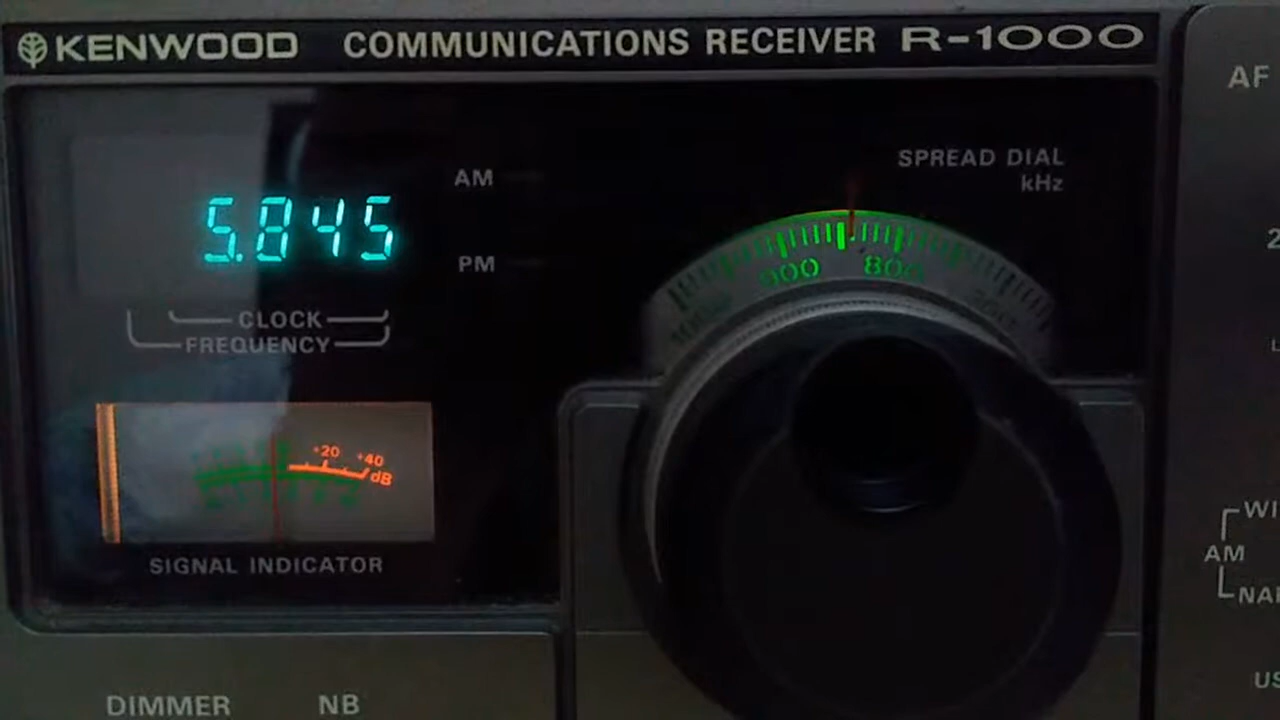 KENWOOD COMMUNICATIONS RECEIVER R-1000
AF
SPREAD DIAL
kHz
AM
5.845
PM
900 800
CLOCK
FREQUENCY
+20 +40
dB
SIGNAL INDICATOR
AM
DIMMER NB